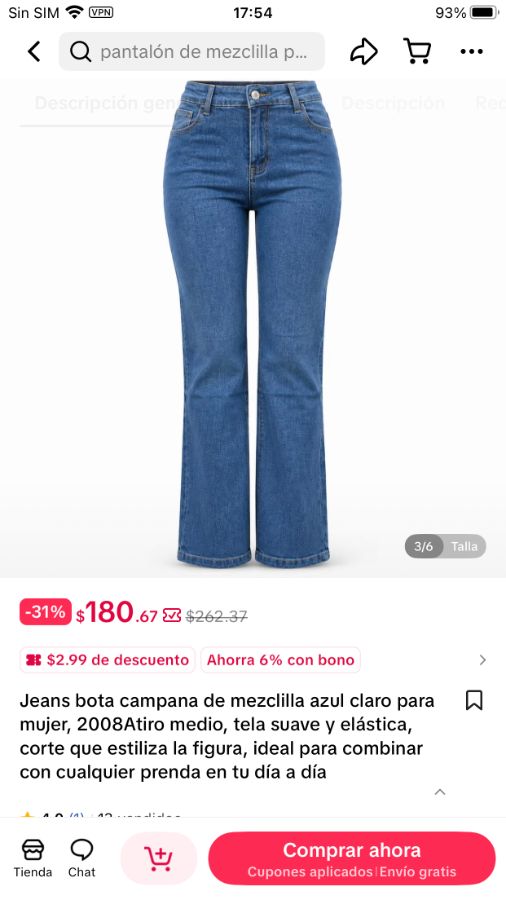 Sin SIM VPN 17:54 93%
pantalón de mezclilla p...
Descripción gen Descripción Rec
3/6 Talla
-31% $180.67 $262.37
$2.99 de descuento Ahorra 6% con bono
Jeans bota campana de mezclilla azul claro para
mujer, 2008Atiro medio, tela suave y elástica,
corte que estiliza la figura, ideal para combinar
con cualquier prenda en tu día a día
Comprar ahora
Tienda Chat Cupones aplicados | Envío gratis